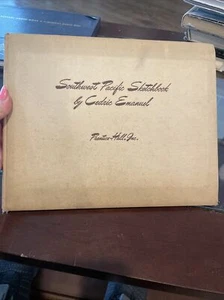 Southwest Pacific Sketchbook
by Cedric Emanuel
Prentice-Hall, Inc.